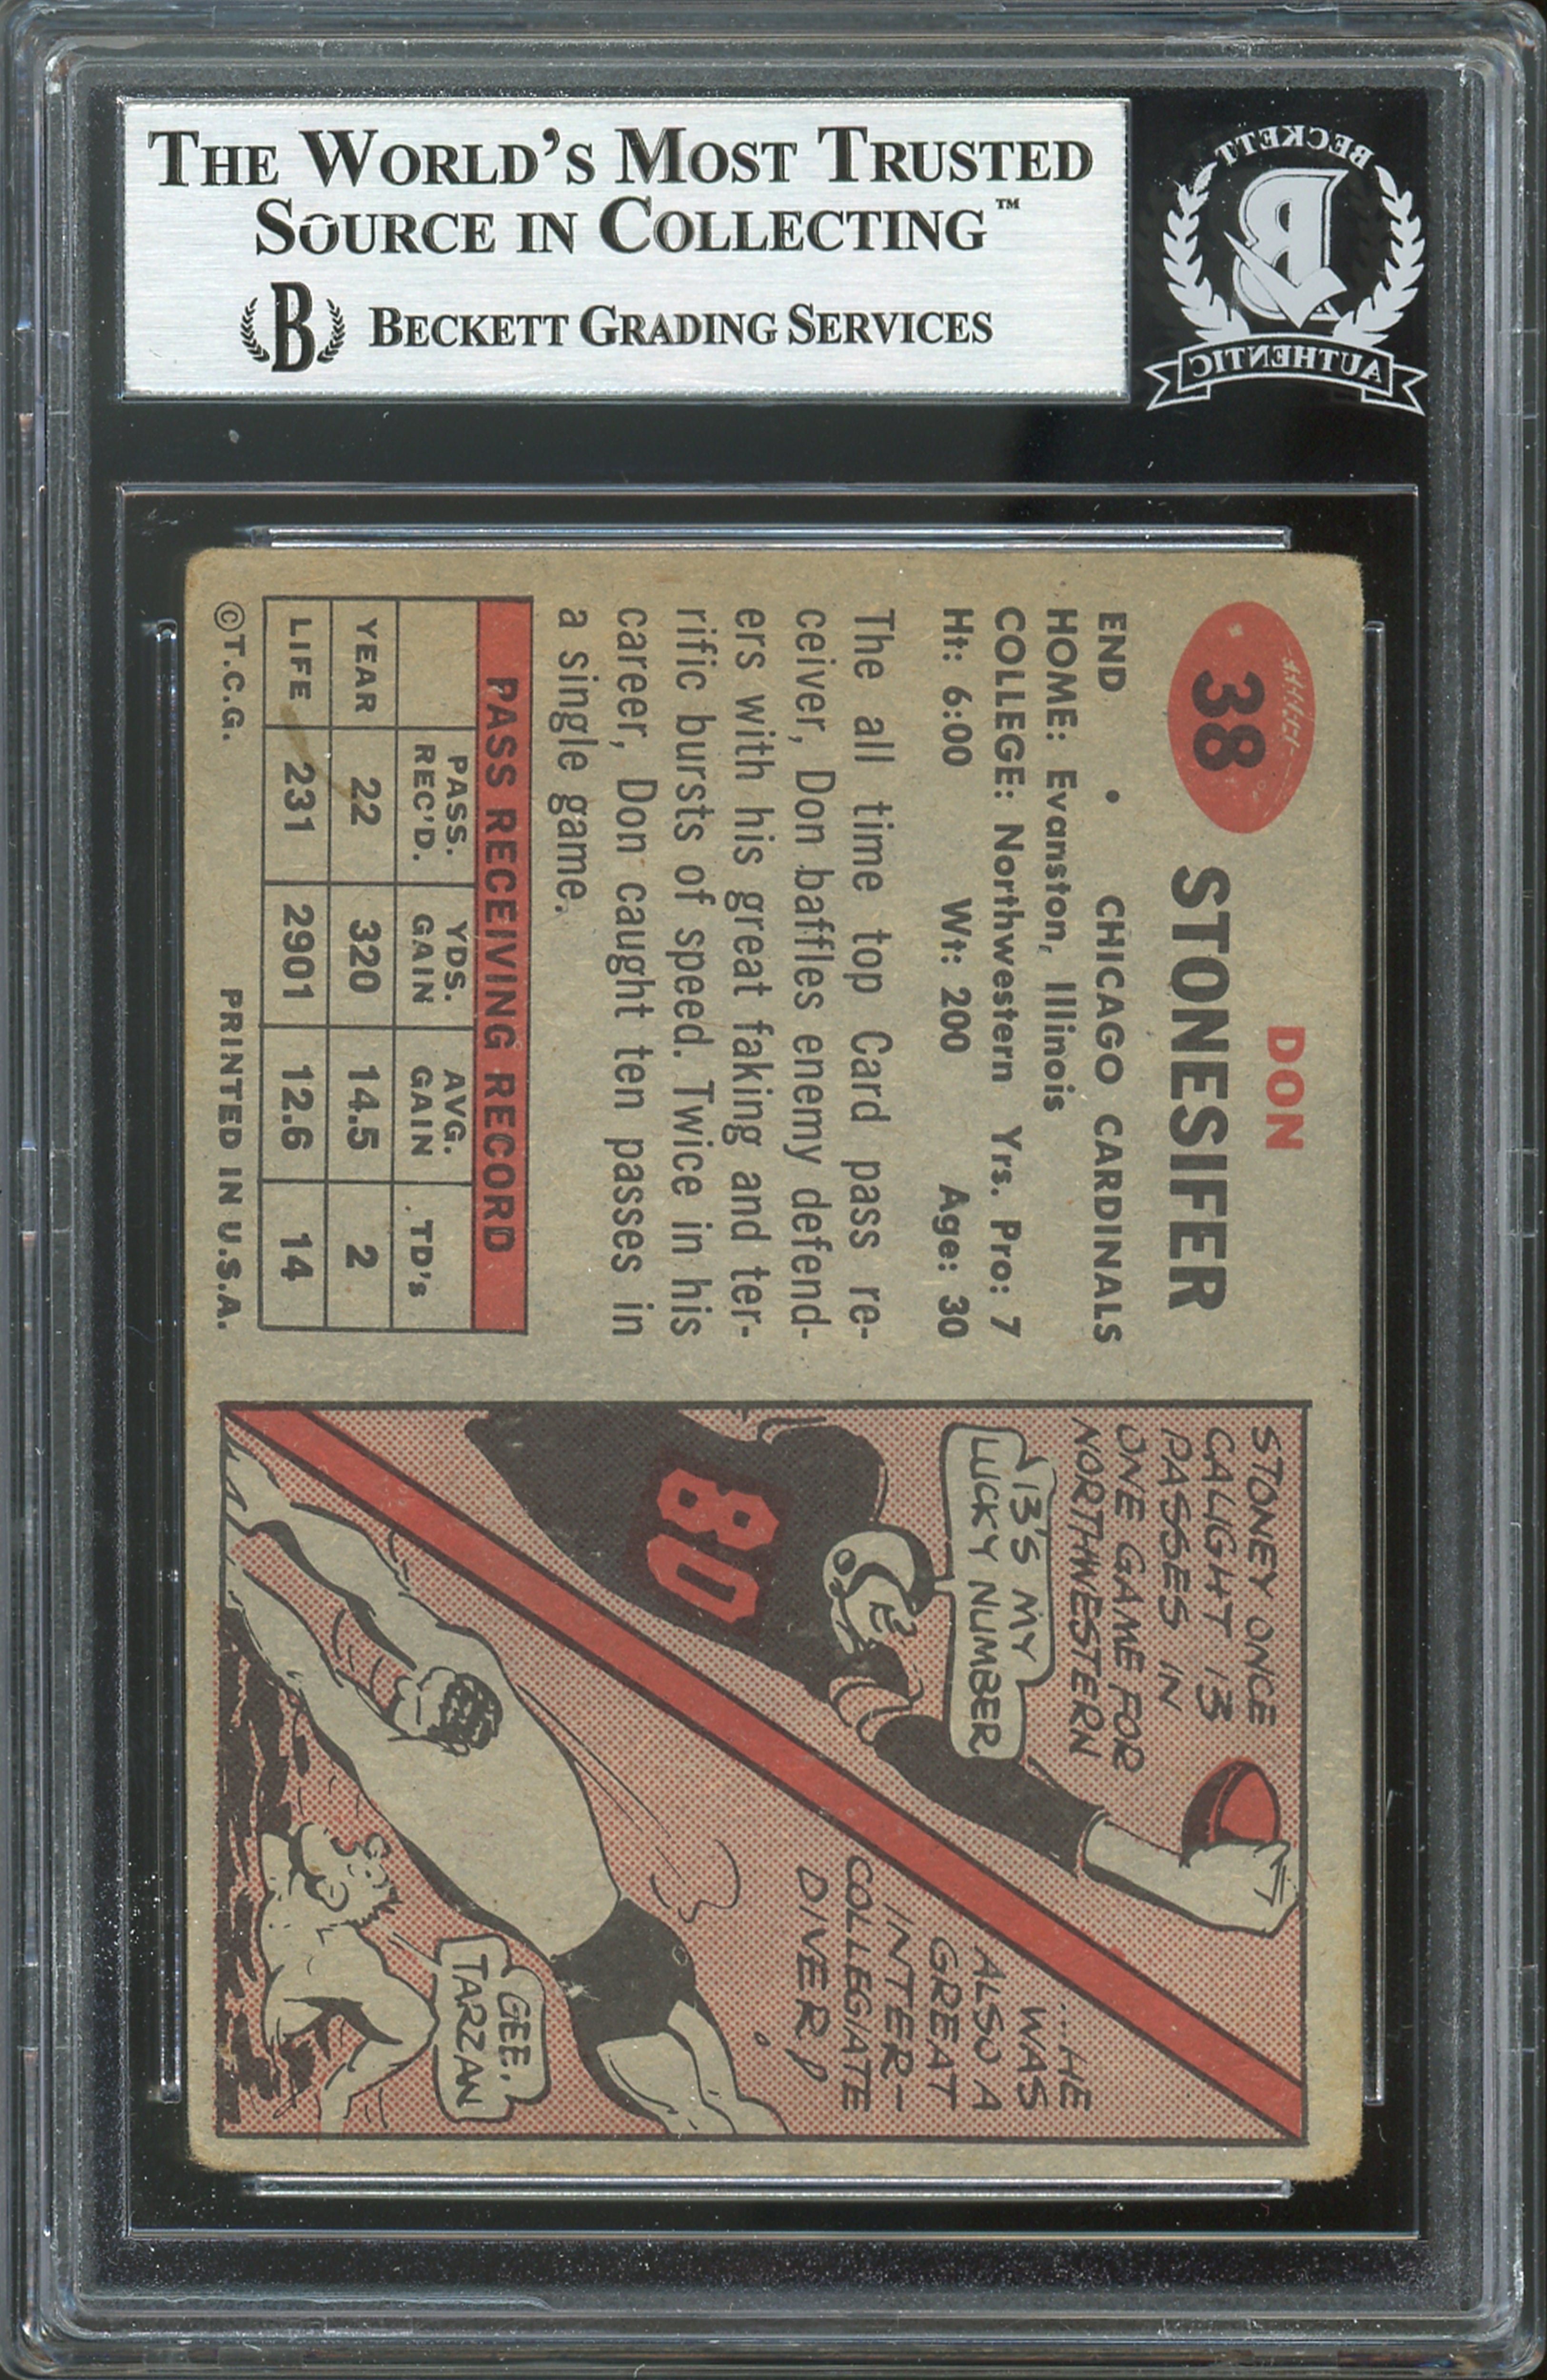 THE WORLD'S MOST TRUSTED
SOURCE IN COLLECTING™
B BECKETT GRADING SERVICES
BECKETT
B
AUTHENTIC
38
DON
STONESIFER
END • CHICAGO CARDINALS
HOME: Evanston, Illinois
COLLEGE: Northwestern Yrs. Pro: 7
Ht: 6:00 Wt: 200 Age: 30
The all time top Card pass re-
ceiver, Don baffles enemy defend-
ers with his great faking and ter-
rific bursts of speed. Twice in his
career, Don caught ten passes in
a single game.
PASS RECEIVING RECORD
PASS. REC'D. YDS. GAIN AVG. GAIN TD's
YEAR 22 320 14.5 2
LIFE 231 2901 12.6 14
©T.C.G. PRINTED IN U.S.A.
STONEY ONCE
CAUGHT 13
PASSES IN
ONE GAME FOR
NORTHWESTERN
13'S MY
LUCKY NUMBER
80
...HE
WAS
ALSO A
GREAT
INTER-
COLLEGIATE
DIVER!
GEE,
TARZAN